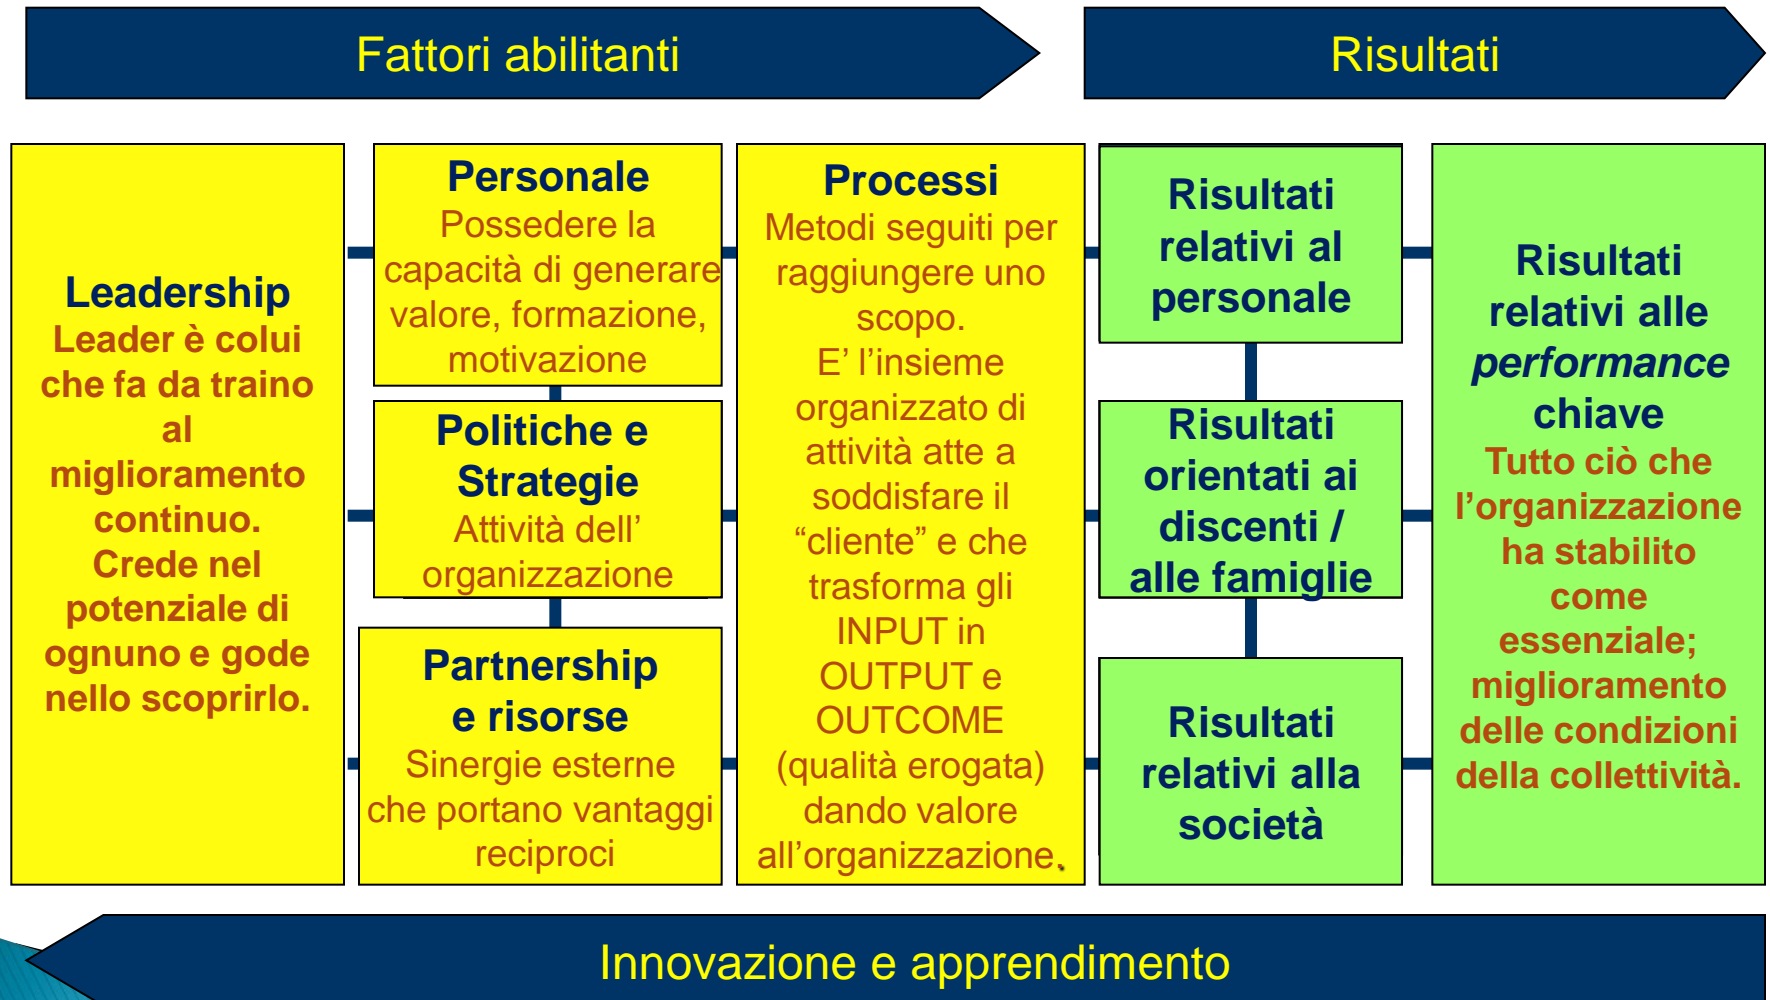 Fattori abilitanti
Risultati
Leadership
Leader è colui
che fa da traino
al
miglioramento
continuo.
Crede nel
potenziale di
ognuno e gode
nello scoprirlo.
Personale
Possedere la
capacità di generare
valore, formazione,
motivazione
Politiche e
Strategie
Attività dell’
organizzazione
Partnership
e risorse
Sinergie esterne
che portano vantaggi
reciproci
Processi
Metodi seguiti per
raggiungere uno
scopo.
E’ l’insieme
organizzato di
attività atte a
soddisfare il
“cliente” e che
trasforma gli
INPUT in
OUTPUT e
OUTCOME
(qualità erogata)
dando valore
all’organizzazione.
Risultati
relativi al
personale
Risultati
orientati ai
discenti /
alle famiglie
Risultati
relativi alla
società
Risultati
relativi alle
performance
chiave
Tutto ciò che
l’organizzazione
ha stabilito
come
essenziale;
miglioramento
delle condizioni
della collettività.
Innovazione e apprendimento